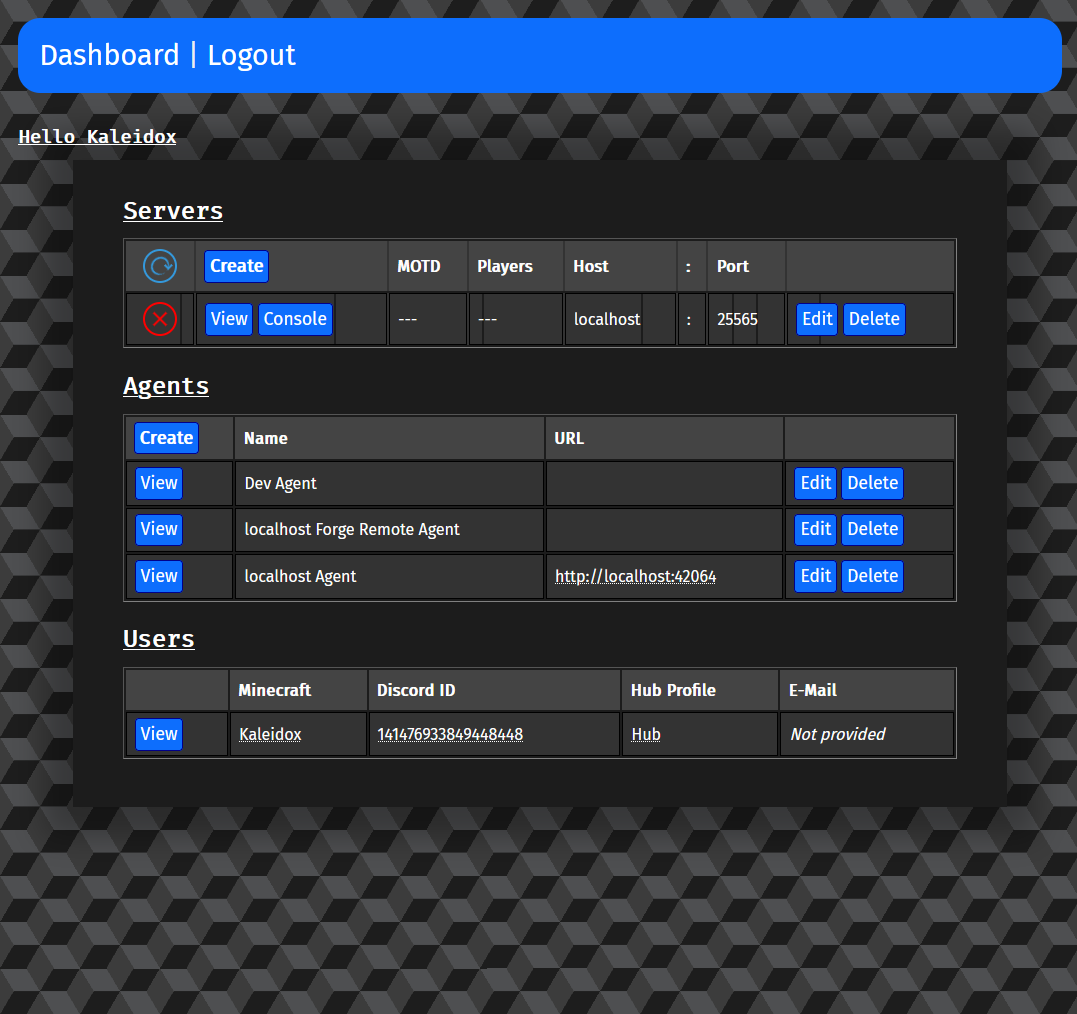 Dashboard | Logout
Hello Kaleidox
Servers
Create MOTD Players Host : Port
View Console --- --- localhost : 25565 Edit Delete
Agents
Create Name URL
View Dev Agent Edit Delete
View localhost Forge Remote Agent Edit Delete
View localhost Agent http://localhost:42064 Edit Delete
Users
Minecraft Discord ID Hub Profile E-Mail
View Kaleidox 141476933849448448 Hub Not provided